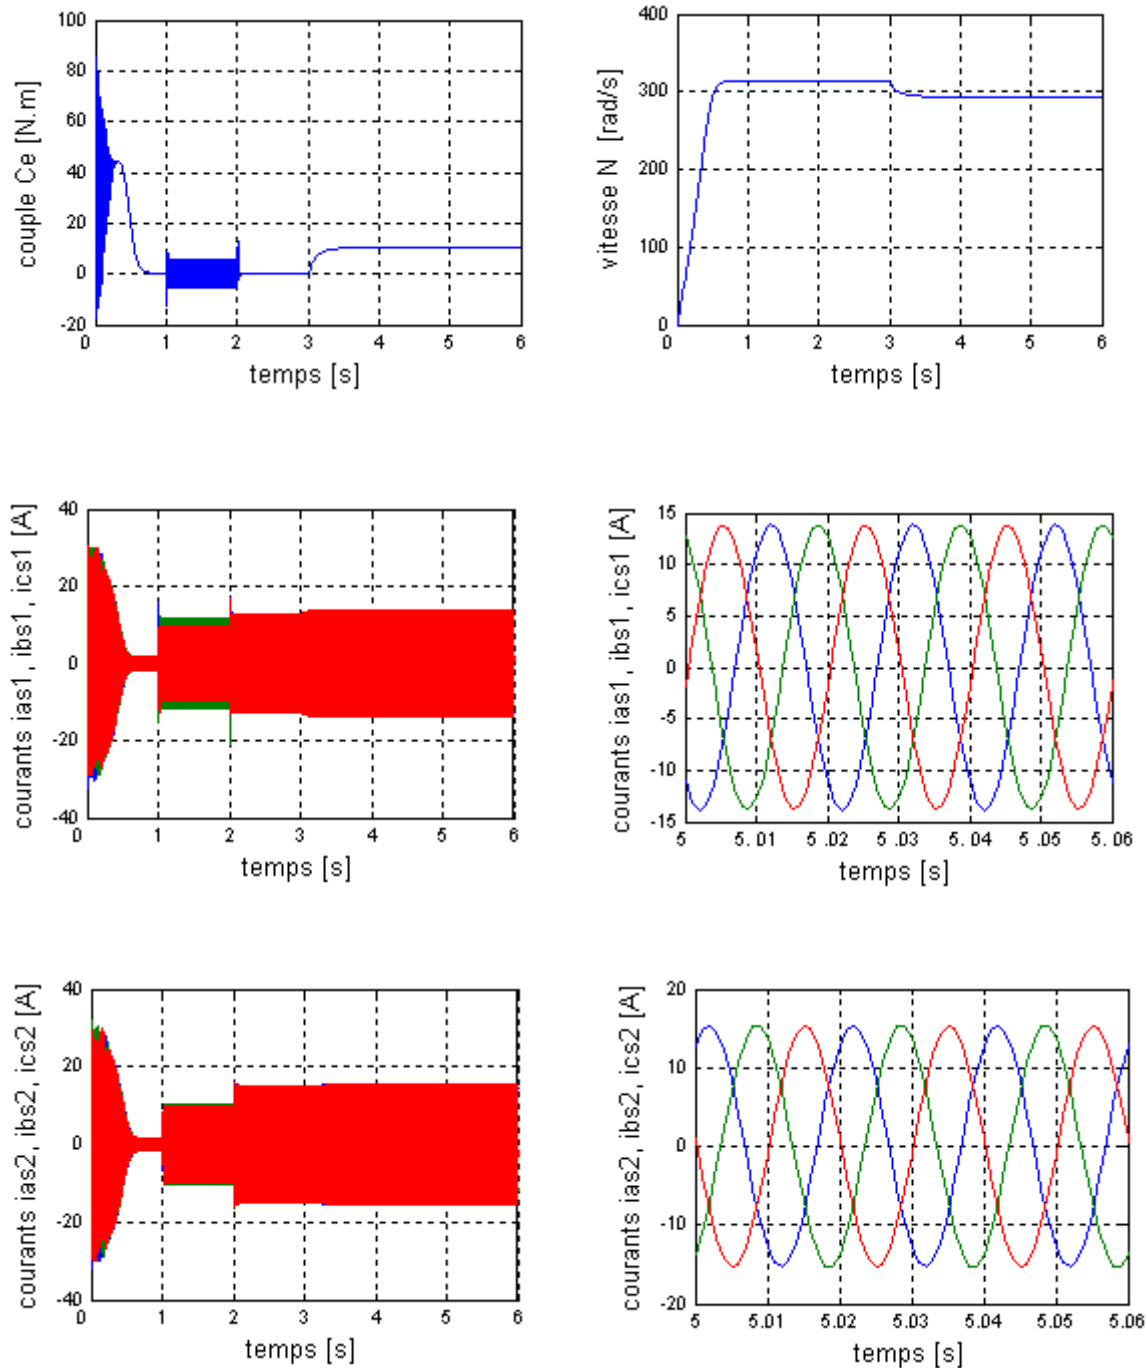 couple Ce [N.m]
100
80
60
40
20
0
-20
0 1 2 3 4 5 6
temps [s]
vitesse N [rad/s]
400
300
200
100
0
0 1 2 3 4 5 6
temps [s]
courants ias1, ibs1, ics1 [A]
40
20
0
-20
-40
0 1 2 3 4 5 6
temps [s]
courants ias1, ibs1, ics1 [A]
15
10
5
0
-5
-10
-15
5 5.01 5.02 5.03 5.04 5.05 5.06
temps [s]
courants ias2, ibs2, ics2 [A]
40
20
0
-20
-40
0 1 2 3 4 5 6
temps [s]
courants ias2, ibs2, ics2 [A]
20
10
0
-10
-20
5 5.01 5.02 5.03 5.04 5.05 5.06
temps [s]